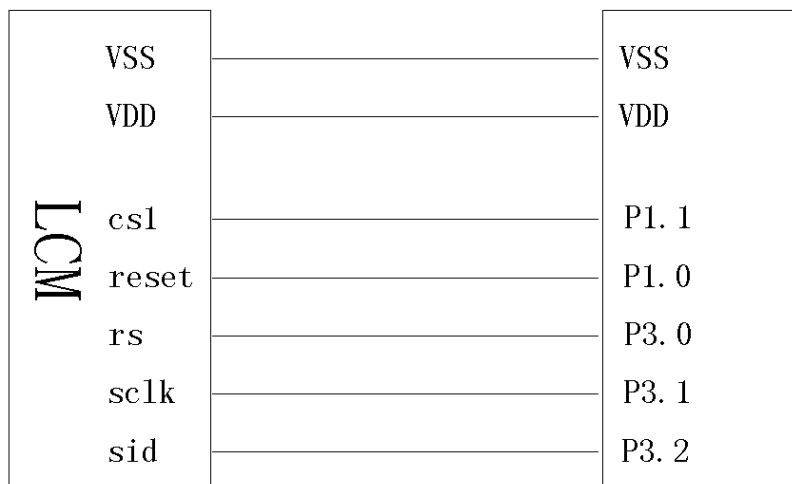 VSS VSS
VDD VDD
LCM
cs1 P1.1
reset P1.0
rs P3.0
sclk P3.1
sid P3.2